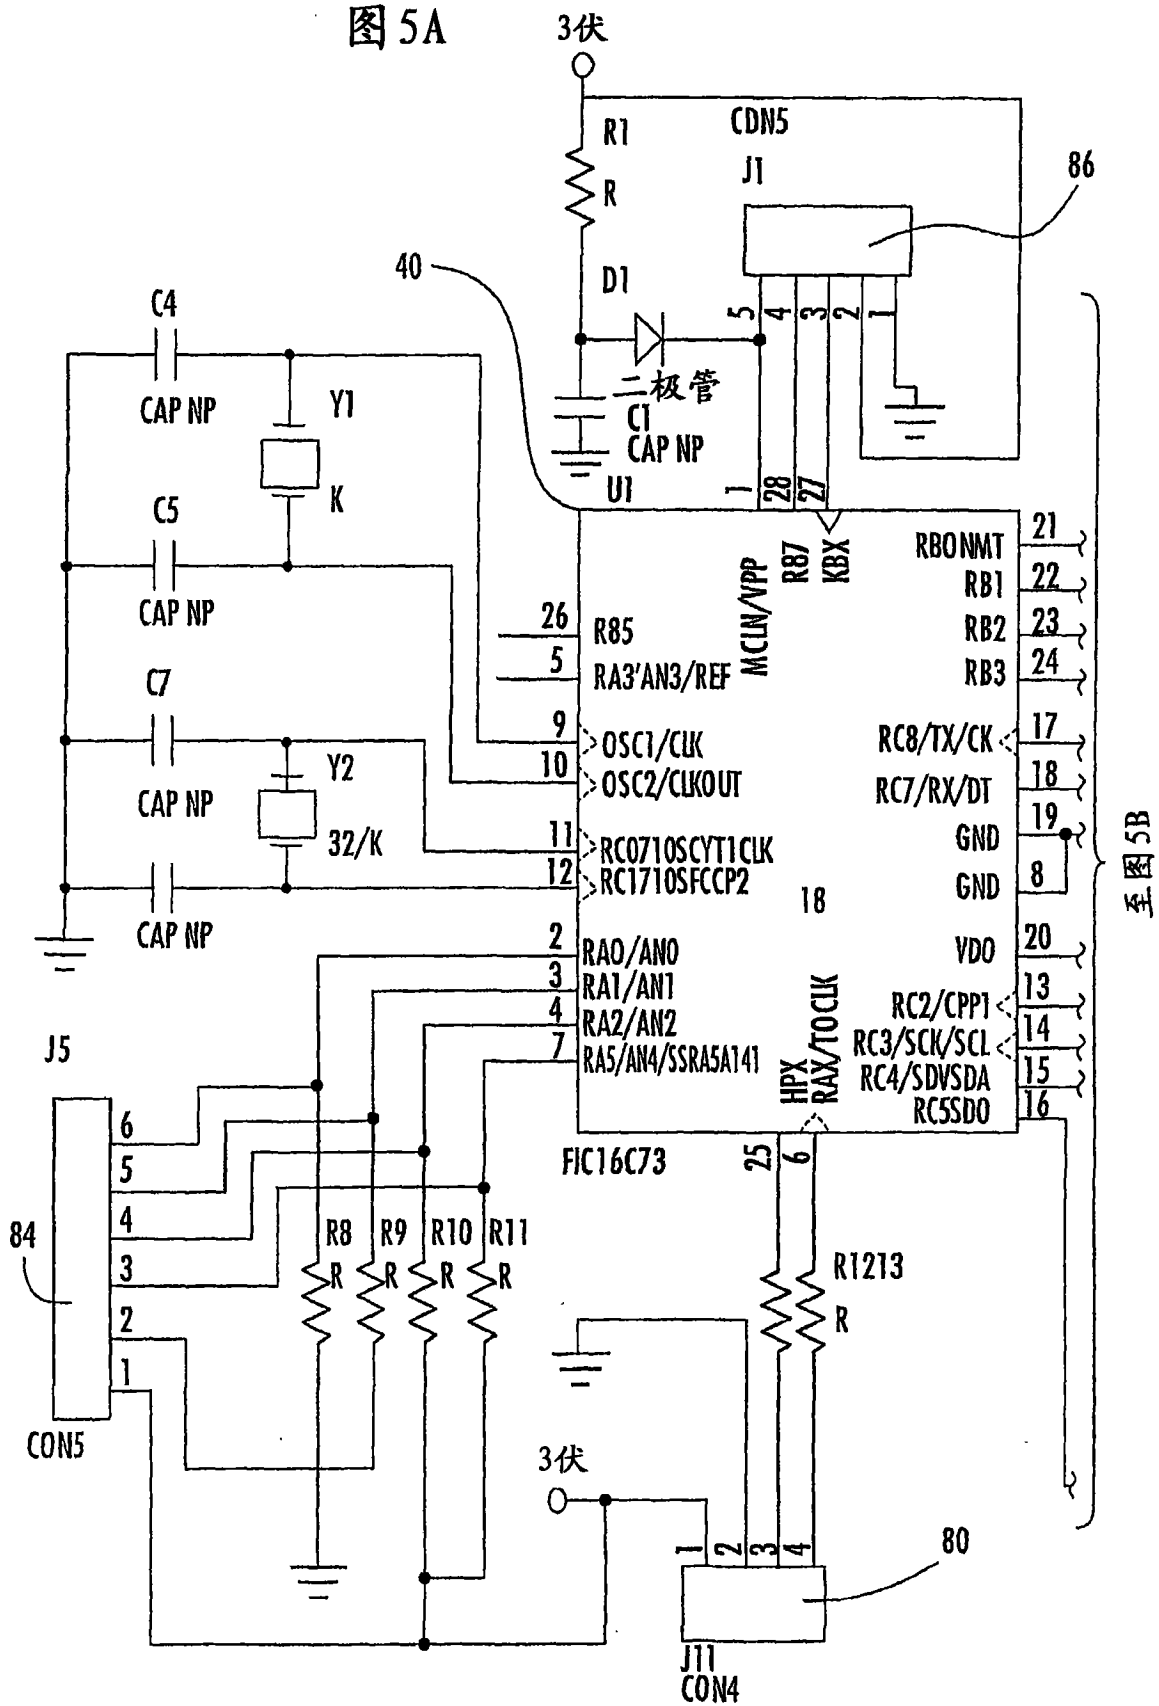 图 5A
3伏
CDN5
R1
J1
86
R
40
D1
C4
5
4
3
2
1
二极管
CAP NP
Y1
C1
CAP NP
U1
K
1
28
27
C5
21
RBONMT
R87
KBX
MCLN/VPP
22
RB1
CAP NP
26
R85
23
RB2
5
RA3'AN3/REF
24
RB3
C7
9
OSC1/CLK
17
RC8/TX/CK
Y2
10
OSC2/CLKOUT
18
RC7/RX/DT
CAP NP
19
GND
32/K
11
RC0710SCYT1CLK
至图 5B
12
RC1710SFCCP2
8
GND
18
CAP NP
2
RA0/AN0
20
VDO
3
RA1/AN1
13
RC2/CPP1
4
RA2/AN2
14
RC3/SCK/SCL
J5
7
RA5/AN4/SSRA5A141
HPX
RAX/TOCLK
15
RC4/SDVSDA
16
RC5SDO
6
FIC16C73
25
6
5
4
84
R8
R9
R10
R11
3
R
R
R
R
R1213
2
R
1
CON5
3伏
1
2
3
4
80
J11
CON4